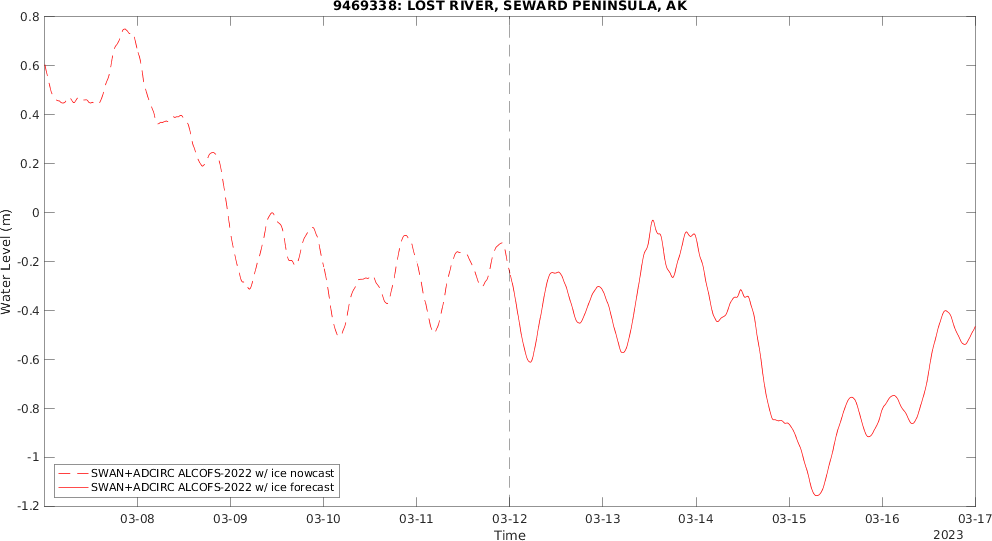 9469338: LOST RIVER, SEWARD PENINSULA, AK
0.8
0.6
0.4
0.2
0
-0.2
-0.4
-0.6
-0.8
-1
-1.2
Water Level (m)
SWAN+ADCIRC ALCOFS-2022 w/ ice nowcast
SWAN+ADCIRC ALCOFS-2022 w/ ice forecast
03-08 03-09 03-10 03-11 03-12 03-13 03-14 03-15 03-16 03-17
Time
2023